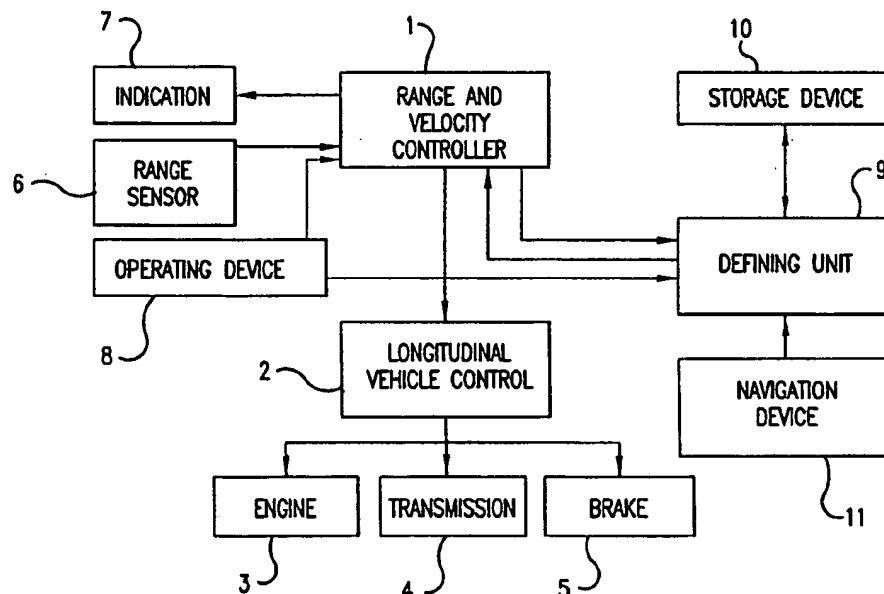 7
1
10
INDICATION
RANGE AND
VELOCITY
CONTROLLER
STORAGE DEVICE
6
RANGE
SENSOR
9
OPERATING DEVICE
DEFINING UNIT
8
2
LONGITUDINAL
VEHICLE CONTROL
NAVIGATION
DEVICE
ENGINE
TRANSMISSION
BRAKE
11
3
4
5